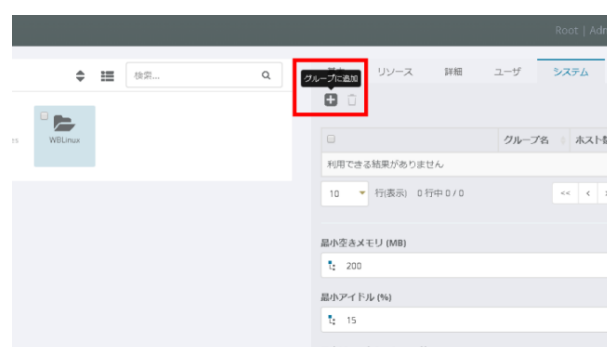 Root | Adm
検索...
グループに追加
リソース 詳細 ユーザ システム
WBLinux
グループ名 ホスト
利用できる結果がありません
10 行(表示) 0 行中 0 / 0
<< <
最小空きメモリ (MB)
200
最小アイドル (%)
15